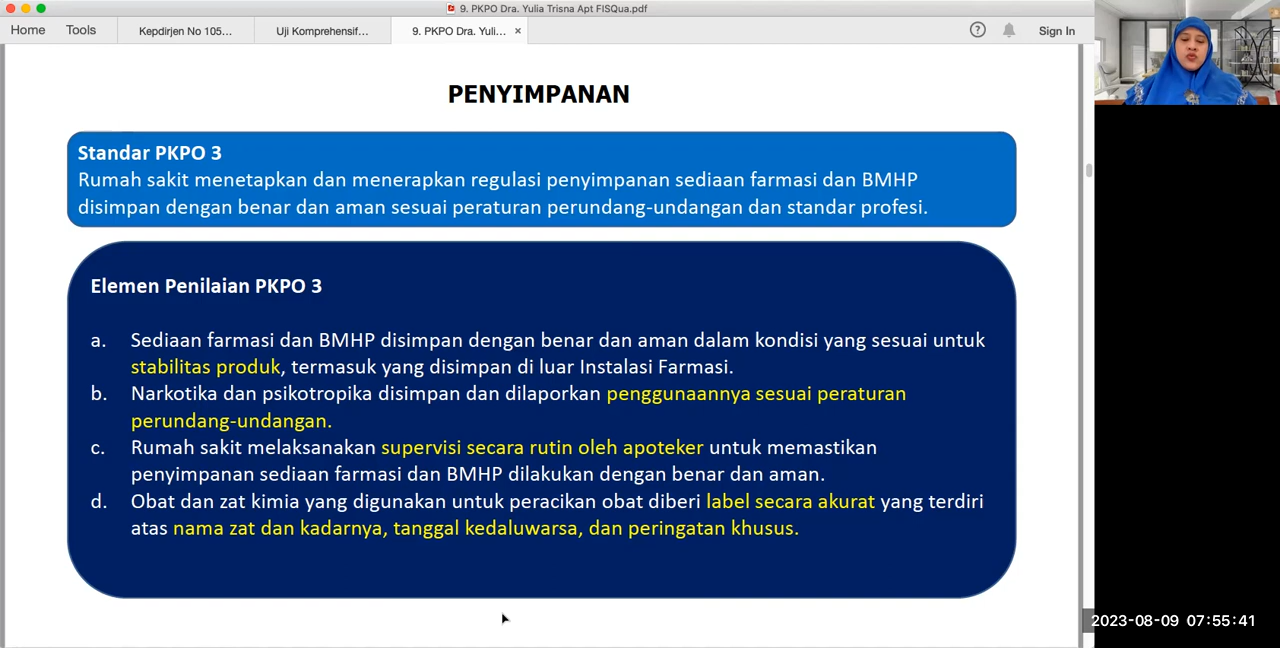 9. PKPO Dra. Yulia Trisna Apt FISQua.pdf
Home
Tools
Kepdirjen No 105...
Uji Komprehensif...
9. PKPO Dra. Yuli... ×
?
Sign In
PENYIMPANAN
Standar PKPO 3
Rumah sakit menetapkan dan menerapkan regulasi penyimpanan sediaan farmasi dan BMHP
disimpan dengan benar dan aman sesuai peraturan perundang-undangan dan standar profesi.
Elemen Penilaian PKPO 3
a. Sediaan farmasi dan BMHP disimpan dengan benar dan aman dalam kondisi yang sesuai untuk
stabilitas produk, termasuk yang disimpan di luar Instalasi Farmasi.
b. Narkotika dan psikotropika disimpan dan dilaporkan penggunaannya sesuai peraturan
perundang-undangan.
c. Rumah sakit melaksanakan supervisi secara rutin oleh apoteker untuk memastikan
penyimpanan sediaan farmasi dan BMHP dilakukan dengan benar dan aman.
d. Obat dan zat kimia yang digunakan untuk peracikan obat diberi label secara akurat yang terdiri
atas nama zat dan kadarnya, tanggal kedaluwarsa, dan peringatan khusus.
2023-08-09 07:55:41